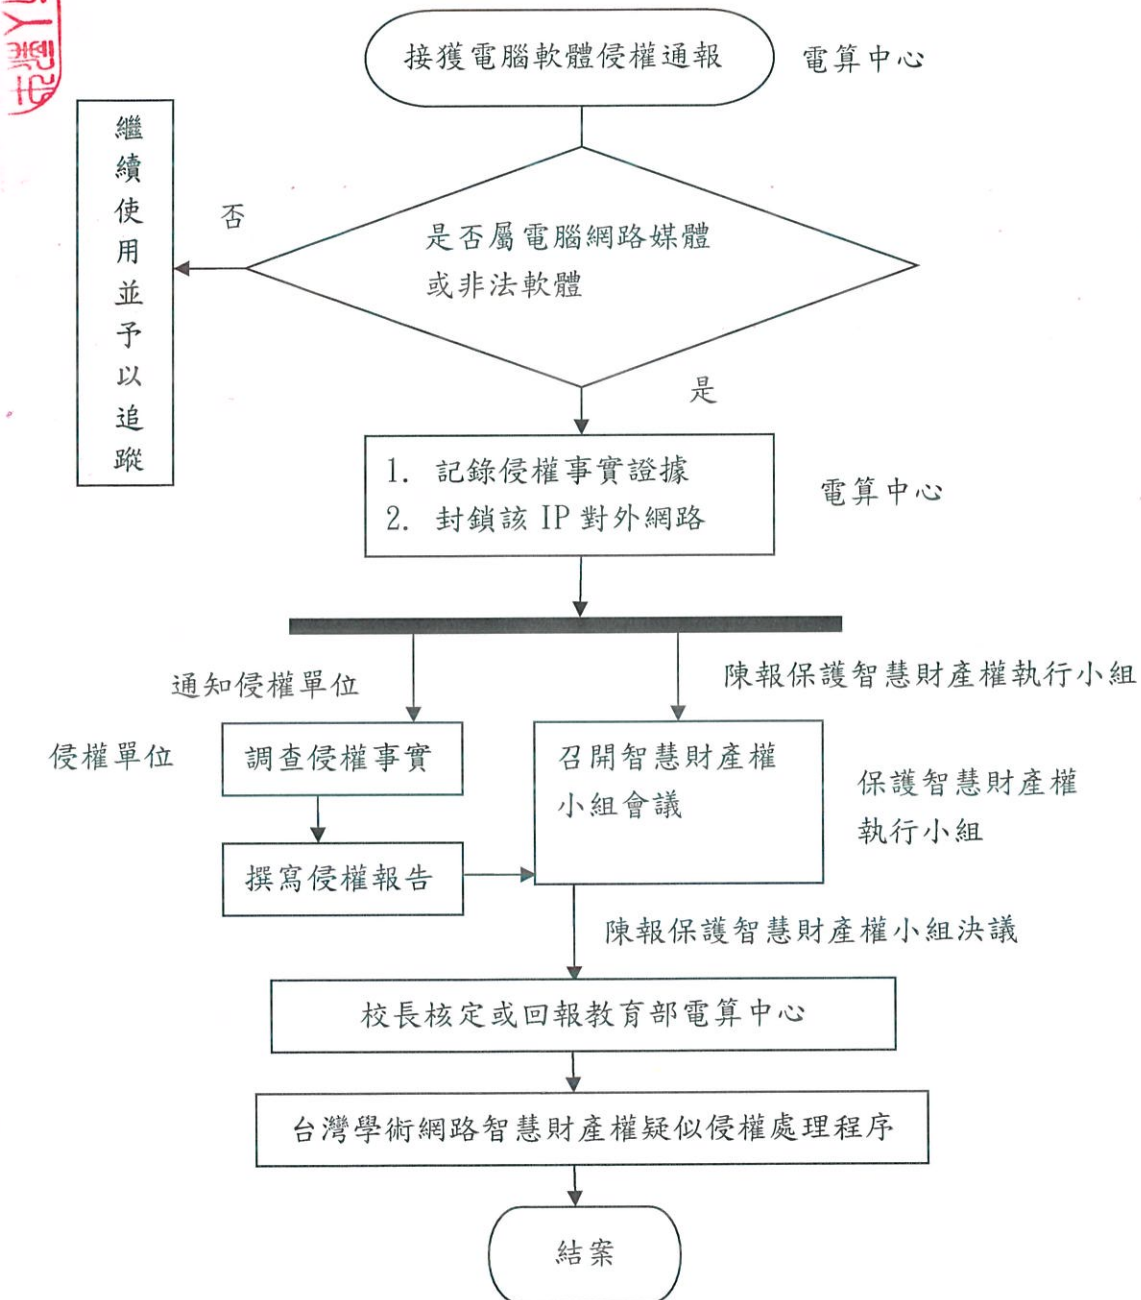 接獲電腦軟體侵權通報
電算中心
繼續使用並予以追蹤
否
是否屬電腦網路媒體
或非法軟體
是
1. 記錄侵權事實證據
2. 封鎖該 IP 對外網路
電算中心
通知侵權單位
陳報保護智慧財產權執行小組
侵權單位
調查侵權事實
召開智慧財產權
小組會議
保護智慧財產權
執行小組
撰寫侵權報告
陳報保護智慧財產權小組決議
校長核定或回報教育部電算中心
台灣學術網路智慧財產權疑似侵權處理程序
結案